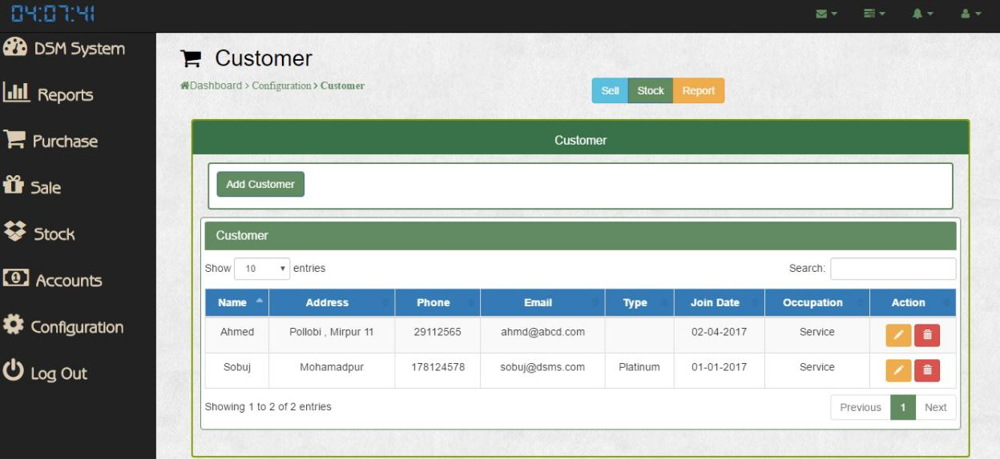 04:07:41
DSM System
Reports
Purchase
Sale
Stock
Accounts
Configuration
Log Out
Customer
Dashboard > Configuration > Customer
Sell Stock Report
Customer
Add Customer
Customer
Show 10 entries Search:
Name Address Phone Email Type Join Date Occupation Action
Ahmed Pollobi , Mirpur 11 29112565 ahmd@abcd.com 02-04-2017 Service
Sobuj Mohamadpur 178124578 sobuj@dsms.com Platinum 01-01-2017 Service
Showing 1 to 2 of 2 entries Previous 1 Next